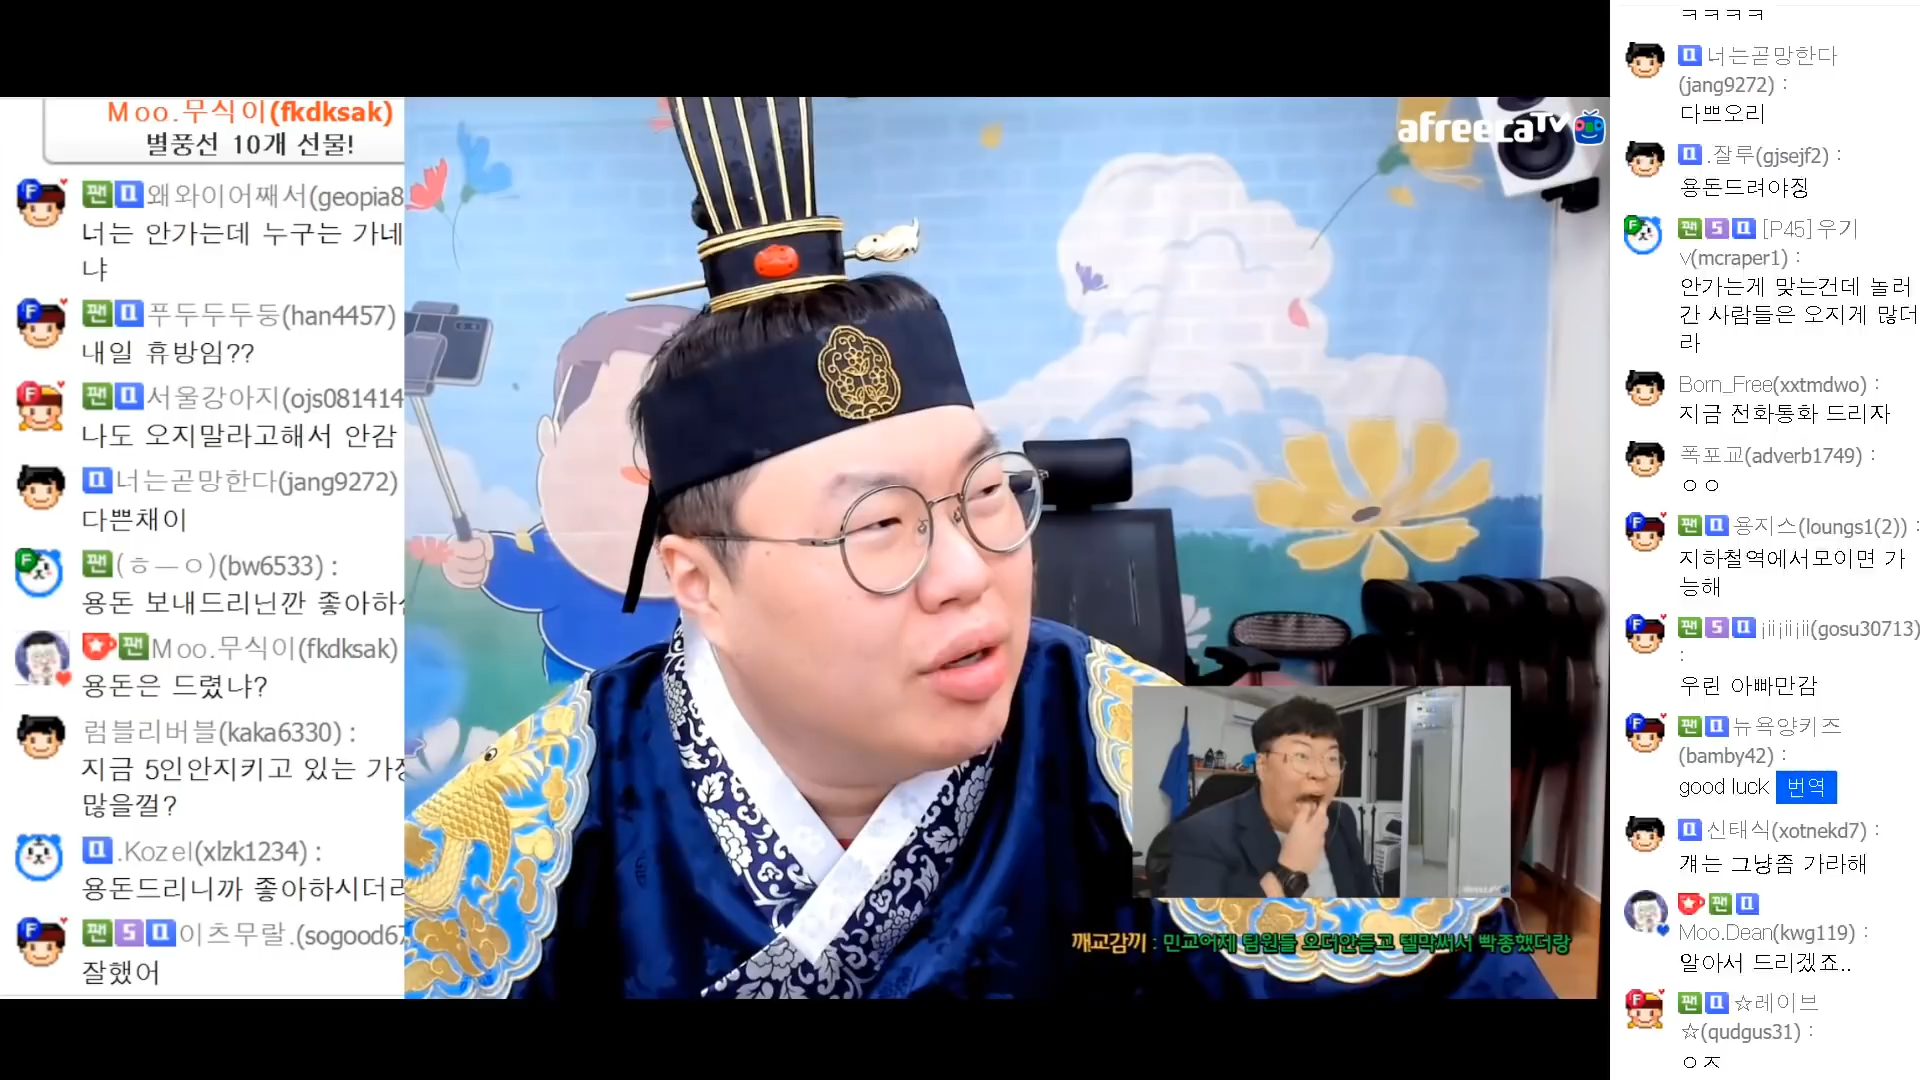 Moo.무식이(fkdksak)
별풍선 10개 선물!
팬 왜와이어째서(geopia8
너는 안가는데 누구는 가네
냐
팬 푸두두두둥(han4457)
내일 휴방임??
팬 서울강아지(ojs081414
나도 오지말라고해서 안감
너는곧망한다(jang9272)
다쁜채이
팬 (ㅎㅡㅇ)(bw6533) :
용돈 보내드리닌깐 좋아하
팬 Moo.무식이(fkdksak)
용돈은 드렸냐?
럼블리버블(kaka6330) :
지금 5인안지키고 있는 가정
많을껄?
.Kozel(xlzk1234) :
용돈드리니까 좋아하시더라
팬 S 이츠무랄.(sogood67
잘했어
afreecaTV
afreecaTV
깨교감끼 : 민교어제 팀원들 오더안듣고 텔막써서 빡종했더랑
ㅋㅋㅋㅋ
너는곧망한다
(jang9272) :
다쁘오리
.잘루(gjsejf2) :
용돈드려야징
팬 S [P45]우기
v(mcraper1) :
안가는게 맞는건데 놀러
간 사람들은 오지게 많더
라
Born_Free(xxtmdwo) :
지금 전화통화 드리자
폭포교(adverb1749) :
ㅇㅇ
팬 용지스(loungs1(2)) :
지하철역에서모이면 가
능해
팬 S jiijiijii(gosu30713)
:
우린 아빠만감
팬 뉴욕양키즈
(bamby42) :
good luck 번역
신태식(xotnekd7) :
걔는 그냥좀 가라해
팬
Moo.Dean(kwg119) :
알아서 드리겠죠..
팬 ☆레이브
☆(qudgus31) :
ㅇㅈ